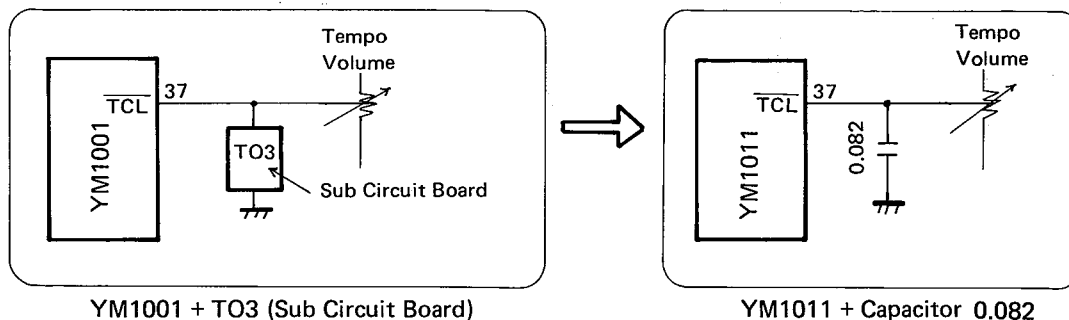 Tempo
Volume
37
TCL
YM1001
TO3
Sub Circuit Board
YM1001 + TO3 (Sub Circuit Board)
Tempo
Volume
37
TCL
YM1011
0.082
YM1011 + Capacitor 0.082